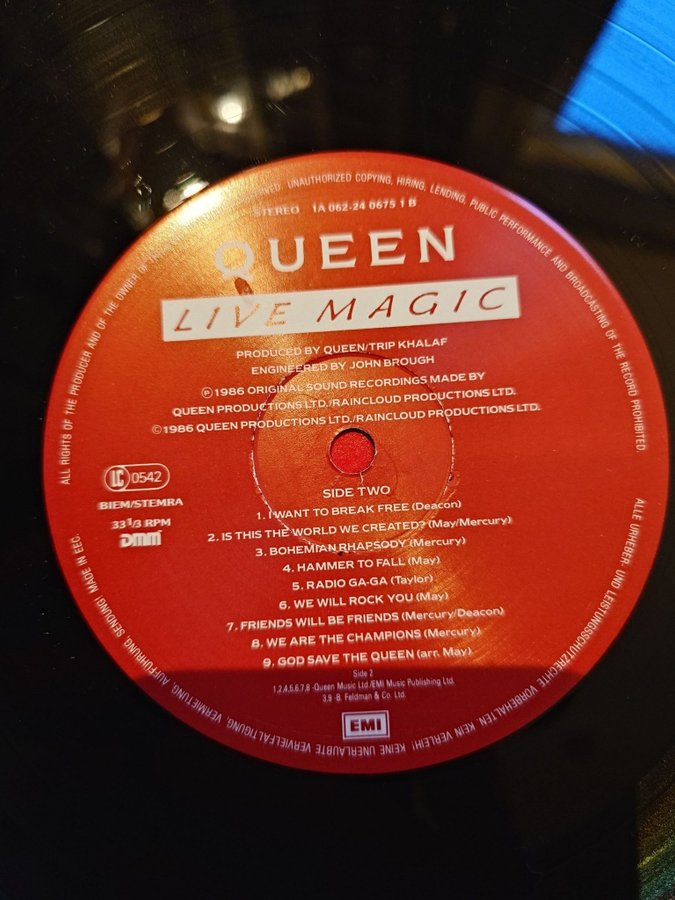 ALL RIGHTS OF THE PRODUCER AND OF THE OWNER OF RESERVED. UNAUTHORIZED COPYING, HIRING, LENDING, PUBLIC PERFORMANCE AND BROADCASTING OF THE RECORD PROHIBITED.
STEREO 1A 062-24 0675 1 B
QUEEN
LIVE MAGIC
PRODUCED BY QUEEN/TRIP KHALAF
ENGINEERED BY JOHN BROUGH
Ⓟ1986 ORIGINAL SOUND RECORDINGS MADE BY
QUEEN PRODUCTIONS LTD./RAINCLOUD PRODUCTIONS LTD.
©1986 QUEEN PRODUCTIONS LTD./RAINCLOUD PRODUCTIONS LTD.
LC 0542
BIEM/STEMRA
33 1/3 RPM
DMM
SIDE TWO
1. I WANT TO BREAK FREE (Deacon)
2. IS THIS THE WORLD WE CREATED? (May/Mercury)
3. BOHEMIAN RHAPSODY (Mercury)
4. HAMMER TO FALL (May)
5. RADIO GA-GA (Taylor)
6. WE WILL ROCK YOU (May)
7. FRIENDS WILL BE FRIENDS (Mercury/Deacon)
8. WE ARE THE CHAMPIONS (Mercury)
9. GOD SAVE THE QUEEN (arr. May)
Side 2
1,2,4,5,6,7,8 -Queen Music Ltd /EMI Music Publishing Ltd.
3,9 -B. Feldman & Co. Ltd.
EMI
ALLE URHEBER- UND LEISTUNGSSCHUTZRECHTE VORBEHALTEN. KEIN VERLEIH! KEINE UNERLAUBTE VERVIELFÄLTIGUNG, VERMIETUNG, AUFFÜHRUNG, SENDUNG! MADE IN EEC.